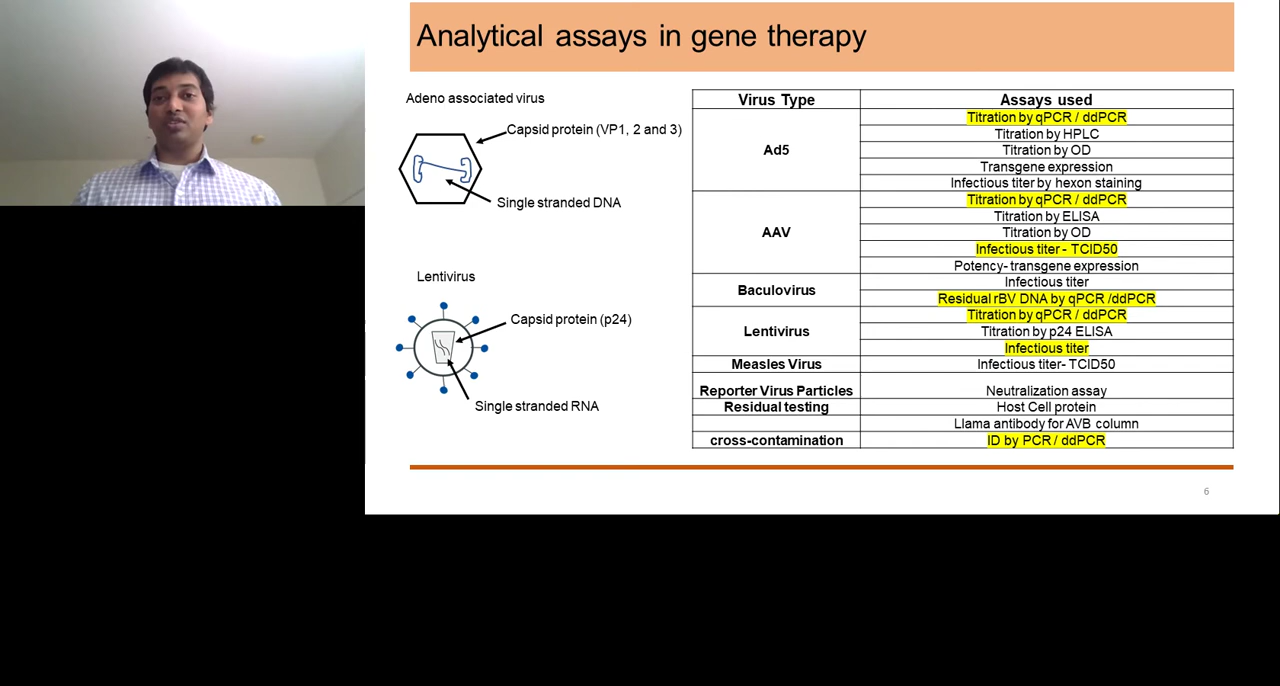 Analytical assays in gene therapy
Adeno associated virus
Capsid protein (VP1, 2 and 3)
Single stranded DNA
Lentivirus
Capsid protein (p24)
Single stranded RNA
Virus Type
Assays used
Ad5
Titration by qPCR / ddPCR
Titration by HPLC
Titration by OD
Transgene expression
Infectious titer by hexon staining
AAV
Titration by qPCR / ddPCR
Titration by ELISA
Titration by OD
Infectious titer - TCID50
Potency- transgene expression
Baculovirus
Infectious titer
Residual rBV DNA by qPCR /ddPCR
Lentivirus
Titration by qPCR / ddPCR
Titration by p24 ELISA
Infectious titer
Measles Virus
Infectious titer- TCID50
Reporter Virus Particles
Neutralization assay
Residual testing
Host Cell protein
Llama antibody for AVB column
cross-contamination
ID by PCR / ddPCR
6